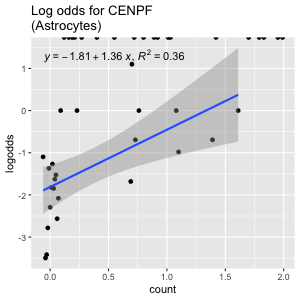 Log odds for CENPF
(Astrocytes)
y = −1.81 + 1.36 x, R² = 0.36
1
0
-1
-2
-3
logodds
0.0 0.5 1.0 1.5 2.0
count